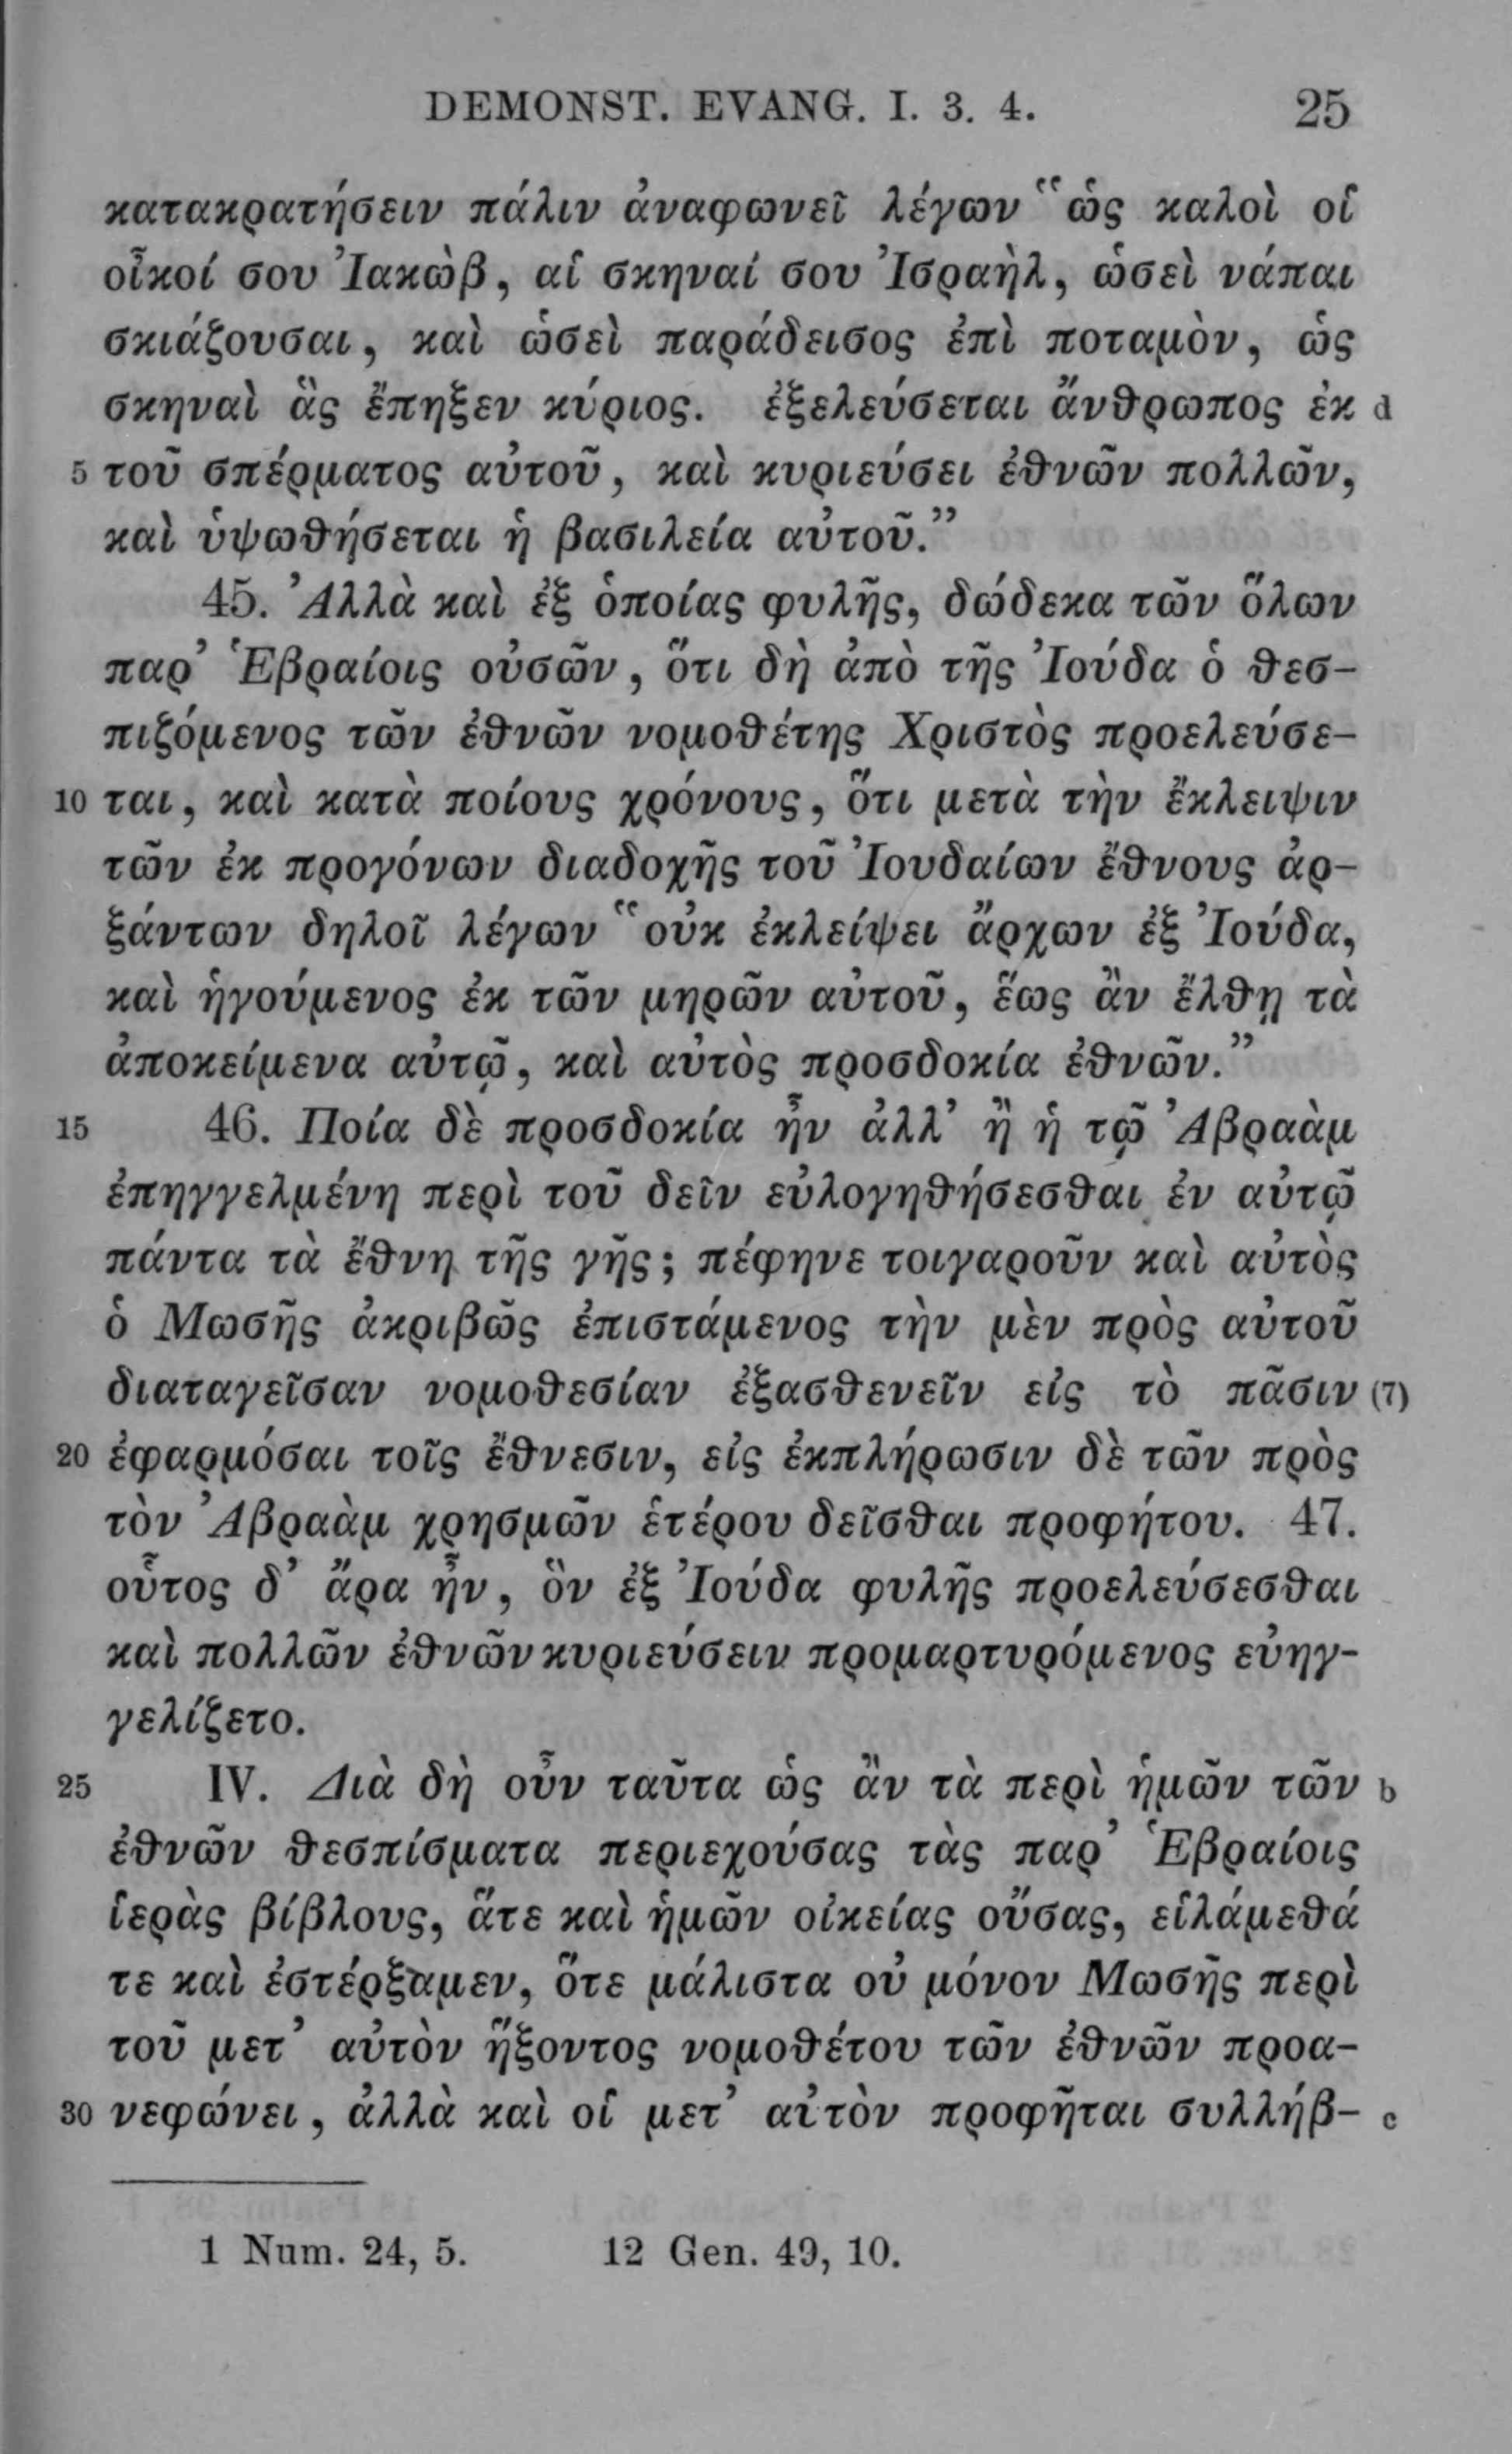 DEMONST. EVANG. I. 3. 4. 25
κατακρατήσειν πάλιν ἀναφωνεῖ λέγων “ὡς καλοὶ οἱ
οἶκοί σου Ἰακὼβ, αἱ σκηναί σου Ἰσραὴλ, ὡσεὶ νάπαι
σκιάζουσαι, καὶ ὡσεὶ παράδεισος ἐπὶ ποταμὸν, ὡς
σκηναὶ ἃς ἔπηξεν κύριος. ἐξελεύσεται ἄνθρωπος ἐκ d
5 τοῦ σπέρματος αὐτοῦ, καὶ κυριεύσει ἐθνῶν πολλῶν,
καὶ ὑψωθήσεται ἡ βασιλεία αὐτοῦ.”
45. Ἀλλὰ καὶ ἐξ ὁποίας φυλῆς, δώδεκα τῶν ὅλων
παρ’ Ἑβραίοις οὐσῶν, ὅτι δὴ ἀπὸ τῆς Ἰούδα ὁ θεσ-
πιζόμενος τῶν ἐθνῶν νομοθέτης Χριστὸς προελεύσε-
10 ται, καὶ κατὰ ποίους χρόνους, ὅτι μετὰ τὴν ἔκλειψιν
τῶν ἐκ προγόνων διαδοχῆς τοῦ Ἰουδαίων ἔθνους ἀρ-
ξάντων δηλοῖ λέγων “οὐκ ἐκλείψει ἄρχων ἐξ Ἰούδα,
καὶ ἡγούμενος ἐκ τῶν μηρῶν αὐτοῦ, ἕως ἂν ἔλθῃ τὰ
ἀποκείμενα αὐτῷ, καὶ αὐτὸς προσδοκία ἐθνῶν.”
15 46. Ποία δὲ προσδοκία ἦν ἀλλ’ ἢ ἡ τῷ Ἀβραὰμ
ἐπηγγελμένη περὶ τοῦ δεῖν εὐλογηθήσεσθαι ἐν αὐτῷ
πάντα τὰ ἔθνη τῆς γῆς; πέφηνε τοιγαροῦν καὶ αὐτὸς
ὁ Μωσῆς ἀκριβῶς ἐπιστάμενος τὴν μὲν πρὸς αὐτοῦ
διαταγεῖσαν νομοθεσίαν ἐξασθενεῖν εἰς τὸ πᾶσιν (7)
20 ἐφαρμόσαι τοῖς ἔθνεσιν, εἰς ἐκπλήρωσιν δὲ τῶν πρὸς
τὸν Ἀβραὰμ χρησμῶν ἑτέρου δεῖσθαι προφήτου. 47.
οὗτος δ’ ἄρα ἦν, ὃν ἐξ Ἰούδα φυλῆς προελεύσεσθαι
καὶ πολλῶν ἐθνῶν κυριεύσειν προμαρτυρόμενος εὐηγ-
γελίζετο.
25 IV. Διὰ δὴ οὖν ταῦτα ὡς ἂν τὰ περὶ ἡμῶν τῶν b
ἐθνῶν θεσπίσματα περιεχούσας τὰς παρ’ Ἑβραίοις
ἱερὰς βίβλους, ἅτε καὶ ἡμῶν οἰκείας οὔσας, εἱλάμεθά
τε καὶ ἐστέρξαμεν, ὅτε μάλιστα οὐ μόνον Μωσῆς περὶ
τοῦ μετ’ αὐτὸν ἥξοντος νομοθέτου τῶν ἐθνῶν προα-
30 νεφώνει, ἀλλὰ καὶ οἱ μετ’ αὐτὸν προφῆται συλλήβ- c
1 Num. 24, 5. 12 Gen. 49, 10.